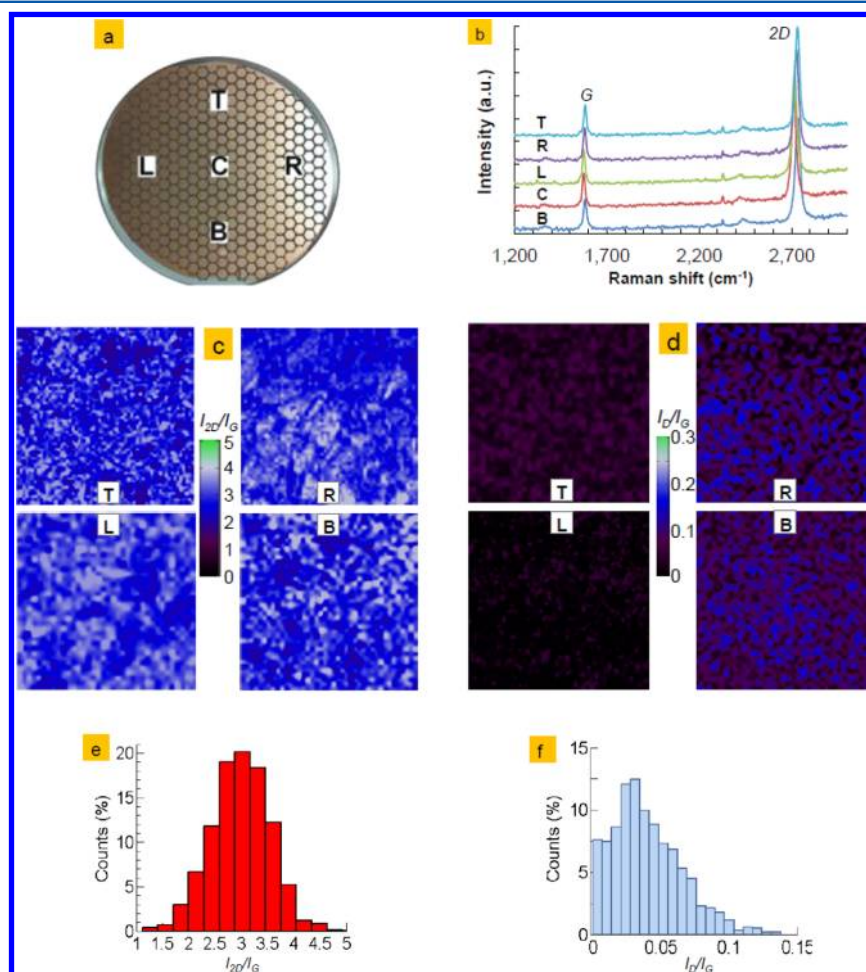 a
T
L C R
B
b
2D
G
T
R
L
C
B
Intensity (a.u.)
1,200 1,700 2,200 2,700
Raman shift (cm⁻¹)
c
I2D/IG
5
4
3
2
1
0
T R
L B
d
ID/IG
0.3
0.2
0.1
0
T R
L B
e
20
15
10
5
0
Counts (%)
1 1.5 2 2.5 3 3.5 4 4.5 5
I2D/IG
f
15
10
5
0
Counts (%)
0 0.05 0.1 0.15
ID/IG